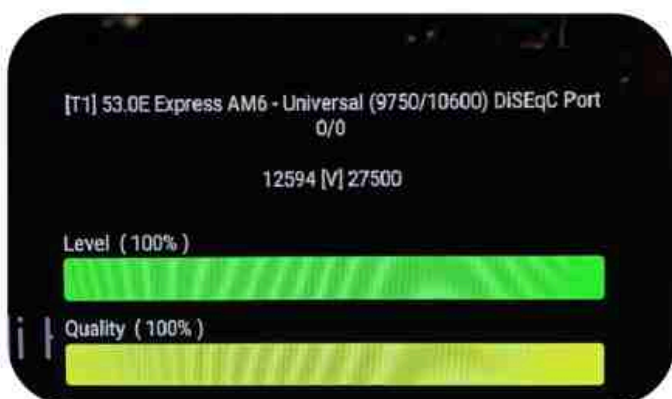 [T1] 53.0E Express AM6 - Universal (9750/10600) DiSEqC Port
0/0
12594 [V] 27500
Level ( 100% )
Quality ( 100% )